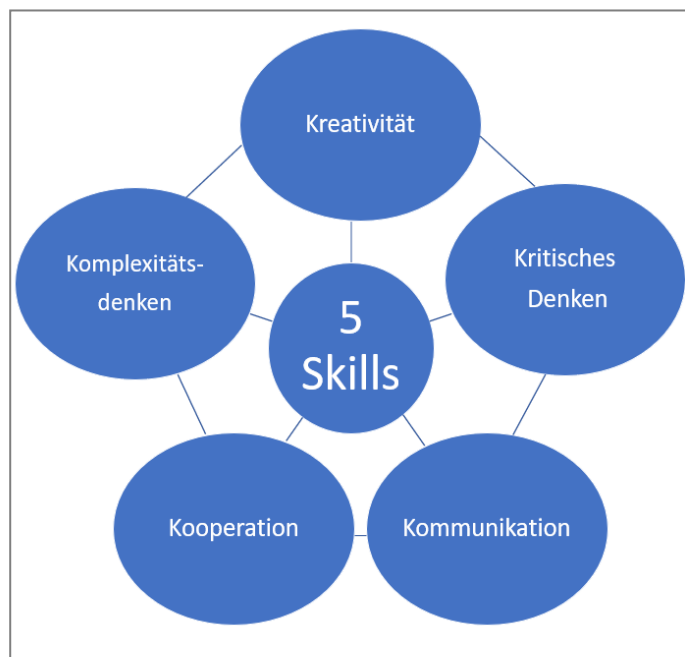 Kreativität
Kritisches
Denken
Kommunikation
Kooperation
Komplexitäts-
denken
5
Skills